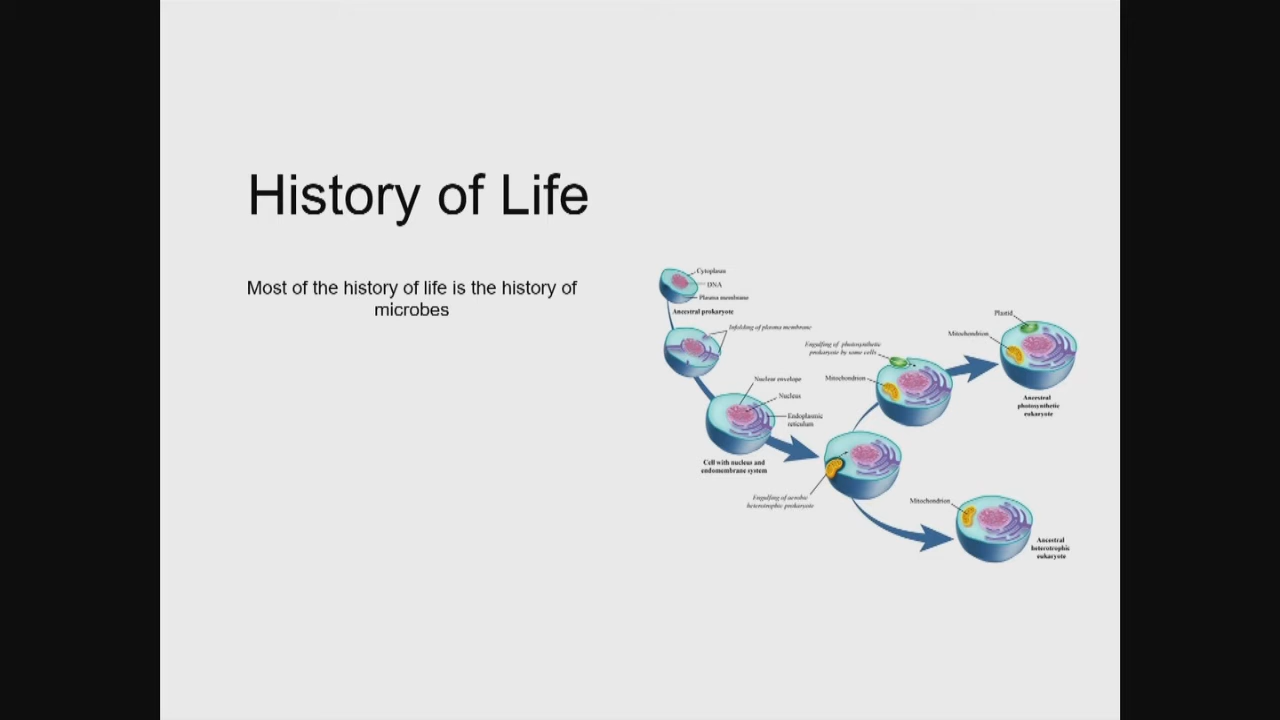 History of Life
Most of the history of life is the history of
microbes
Cytoplasm
DNA
Plasma membrane
Ancestral prokaryote
Infolding of plasma membrane
Nuclear envelope
Nucleus
Endoplasmic
reticulum
Cell with nucleus and
endomembrane system
Engulfing of aerobic
heterotrophic prokaryote
Engulfing of photosynthetic
prokaryote by some cells
Mitochondrion
Plastid
Mitochondrion
Ancestral
photosynthetic
eukaryote
Mitochondrion
Ancestral
heterotrophic
eukaryote